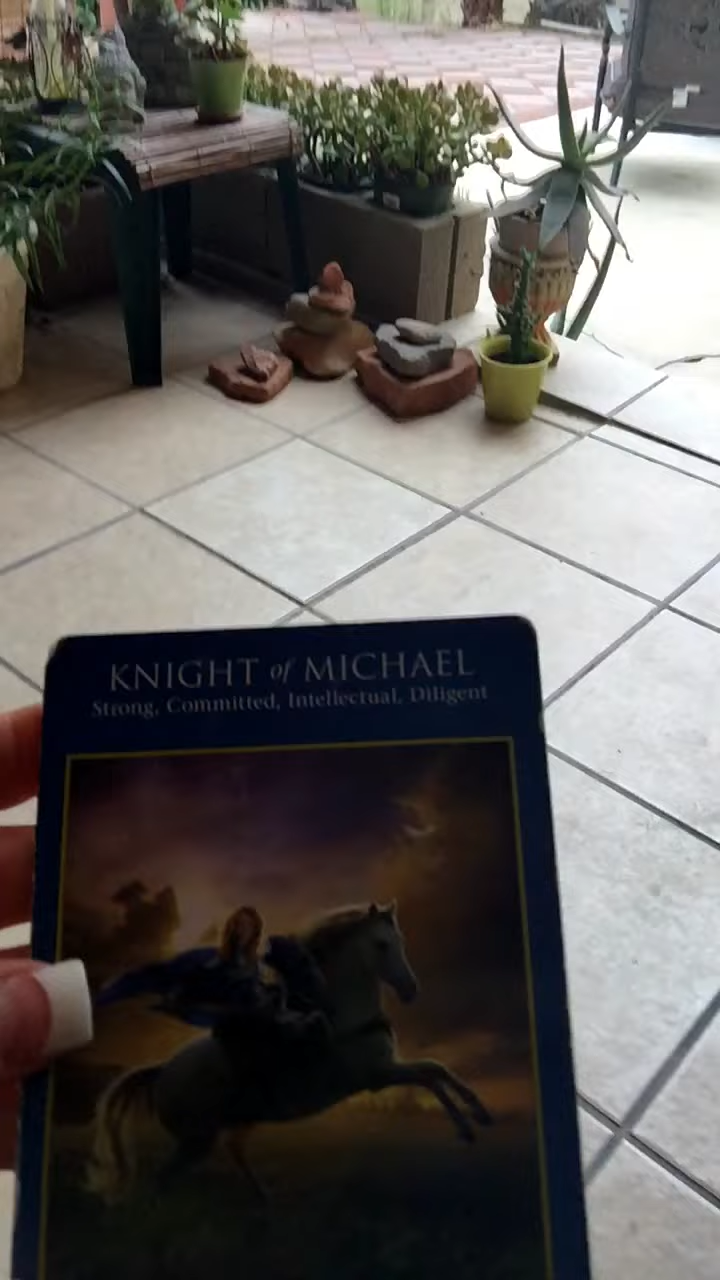 KNIGHT of MICHAEL
Strong, Committed, Intellectual, Diligent